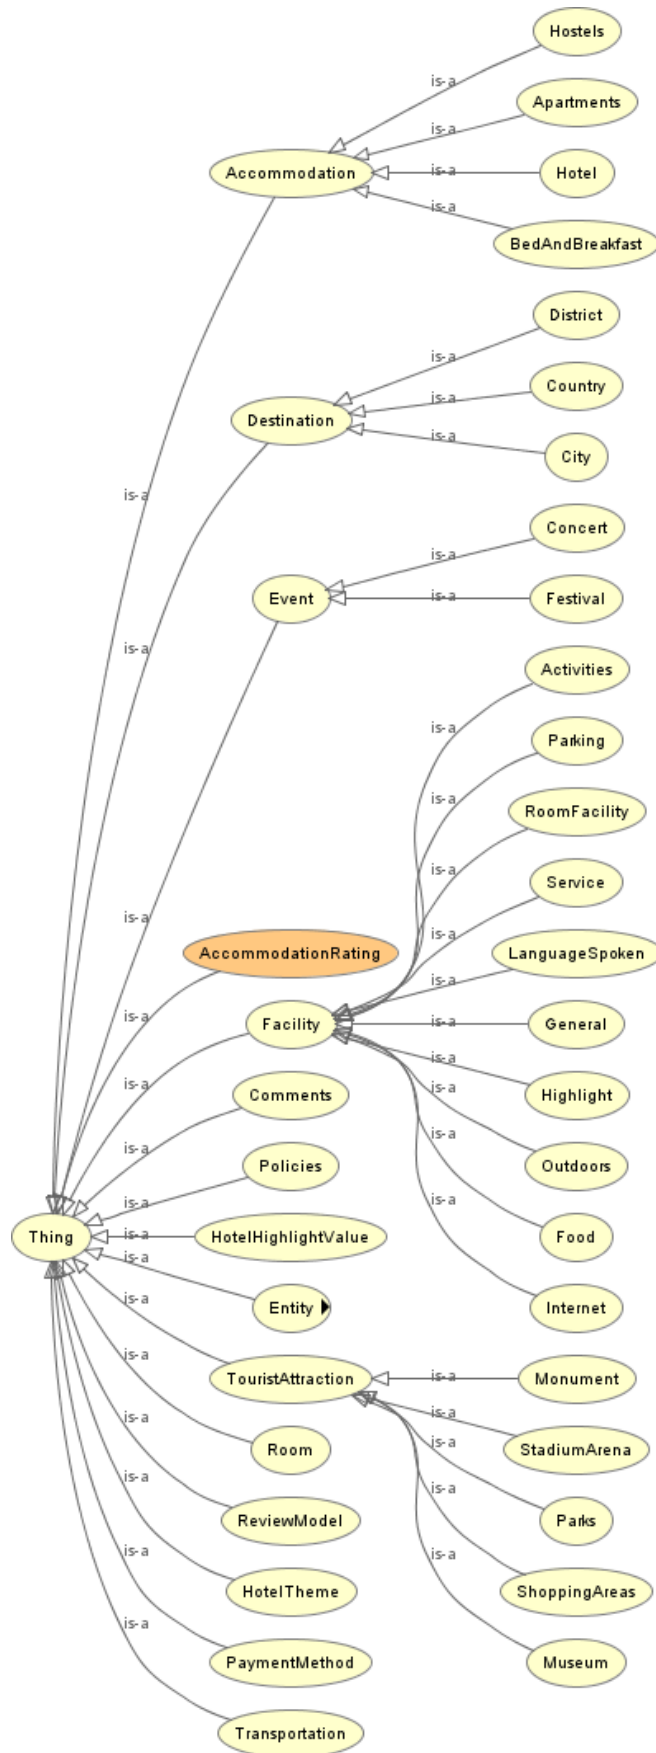 Hostels
is-a
Apartments
is-a
Accommodation
is-a
Hotel
is-a
BedAndBreakfast
District
is-a
Country
is-a
Destination
is-a
City
is-a
Concert
is-a
Event
is-a
Festival
is-a
Activities
is-a
Parking
is-a
RoomFacility
is-a
Service
is-a
AccommodationRating
LanguageSpoken
is-a
is-a
Facility
is-a
General
is-a
Comments
is-a
Highlight
is-a
is-a
Policies
Outdoors
is-a
is-a
Thing
is-a
HotelHighlightValue
Food
is-a
is-a
Entity
Internet
is-a
TouristAttraction
is-a
Monument
is-a
is-a
Room
StadiumArena
is-a
is-a
ReviewModel
Parks
is-a
is-a
HotelTheme
ShoppingAreas
is-a
is-a
PaymentMethod
Museum
is-a
Transportation